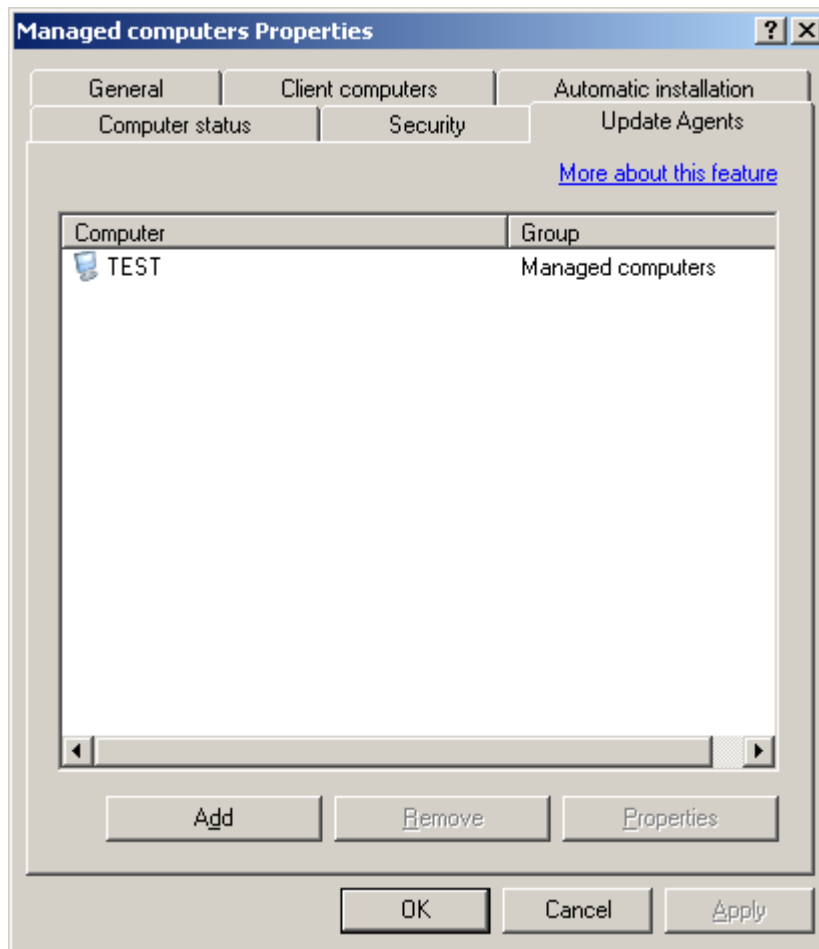 Managed computers Properties
General Client computers Automatic installation
Computer status Security Update Agents
More about this feature
Computer Group
TEST Managed computers
Add Remove Properties
OK Cancel Apply